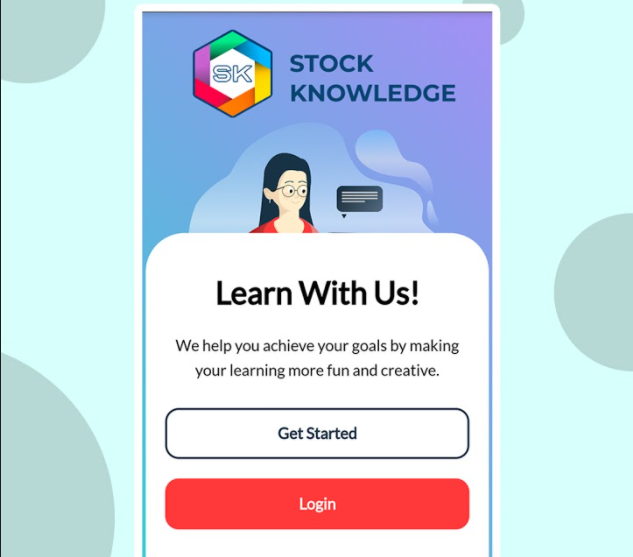 SK
STOCK
KNOWLEDGE
Learn With Us!
We help you achieve your goals by making
your learning more fun and creative.
Get Started
Login